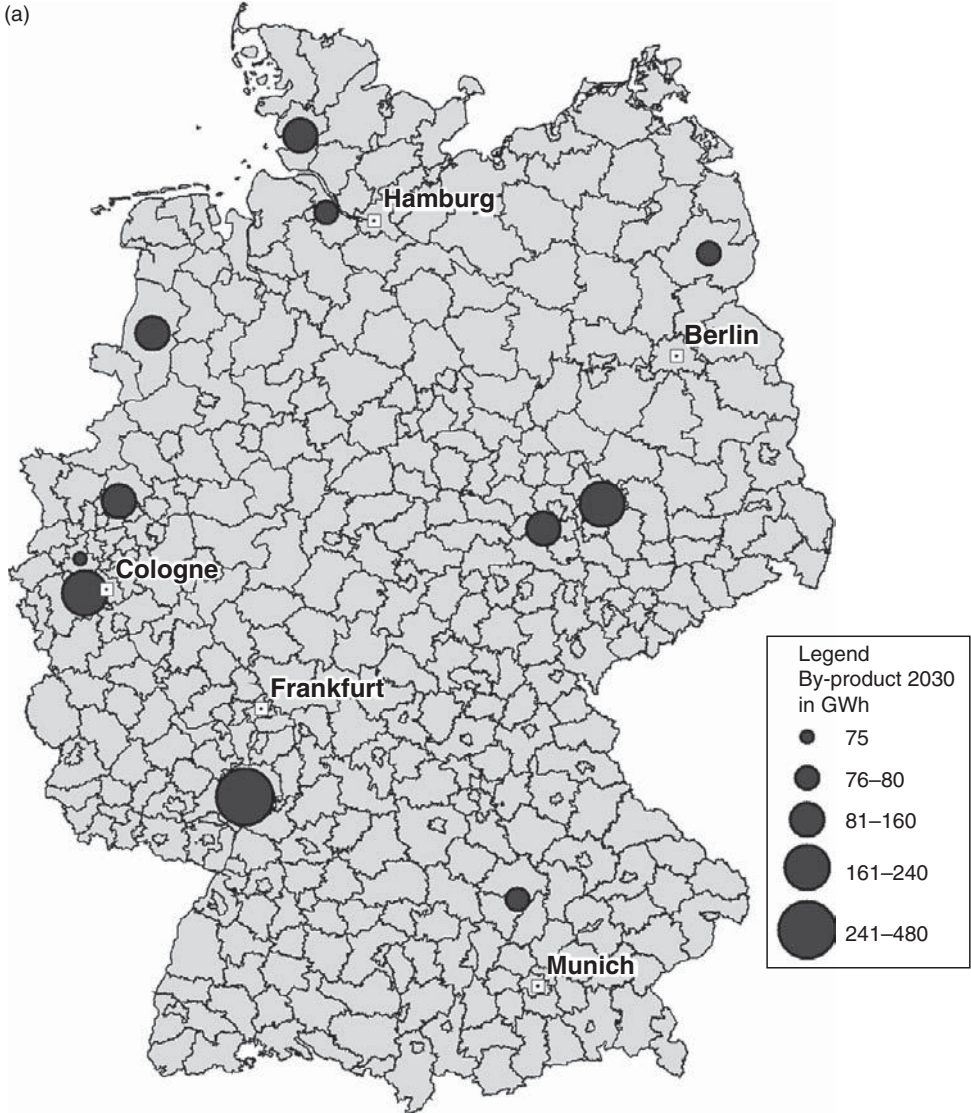 (a)
Hamburg
Berlin
Cologne
Frankfurt
Munich
Legend
By-product 2030
in GWh
75
76–80
81–160
161–240
241–480